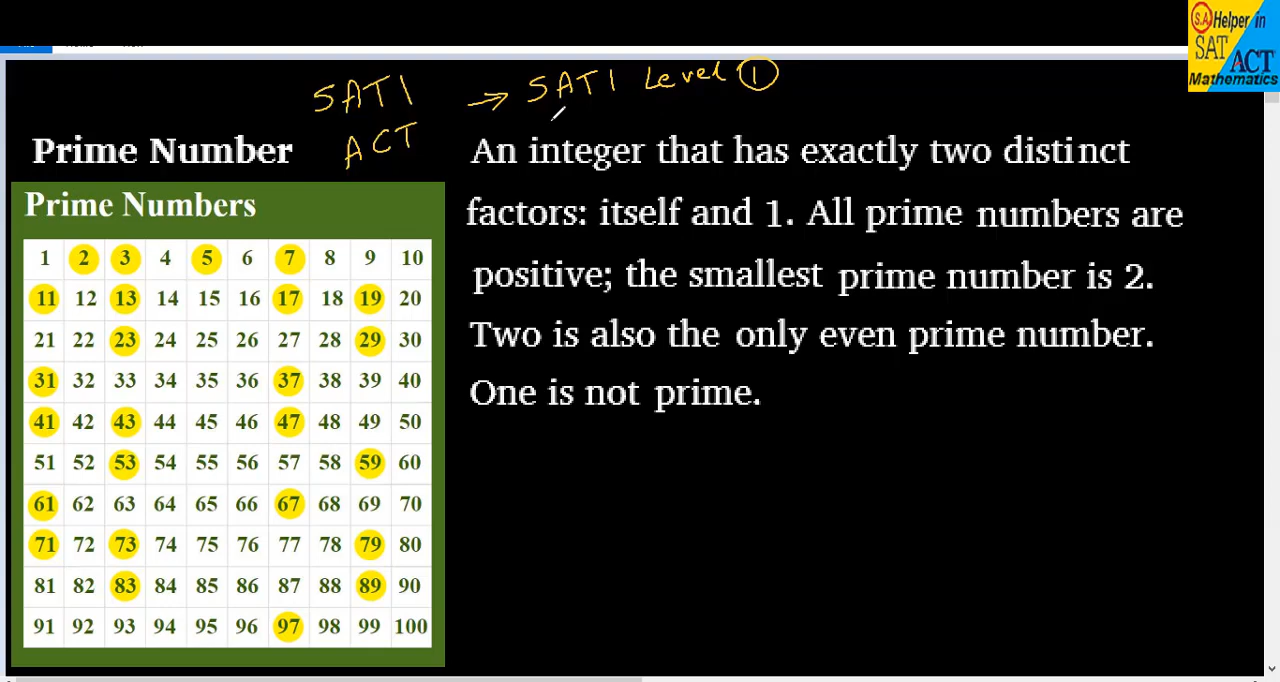 S.A Helper in
SAT
ACT
Mathematics
SAT1 → SAT1 Level 1
ACT
Prime Number
An integer that has exactly two distinct
factors: itself and 1. All prime numbers are
positive; the smallest prime number is 2.
Two is also the only even prime number.
One is not prime.
Prime Numbers
1 2 3 4 5 6 7 8 9 10
11 12 13 14 15 16 17 18 19 20
21 22 23 24 25 26 27 28 29 30
31 32 33 34 35 36 37 38 39 40
41 42 43 44 45 46 47 48 49 50
51 52 53 54 55 56 57 58 59 60
61 62 63 64 65 66 67 68 69 70
71 72 73 74 75 76 77 78 79 80
81 82 83 84 85 86 87 88 89 90
91 92 93 94 95 96 97 98 99 100